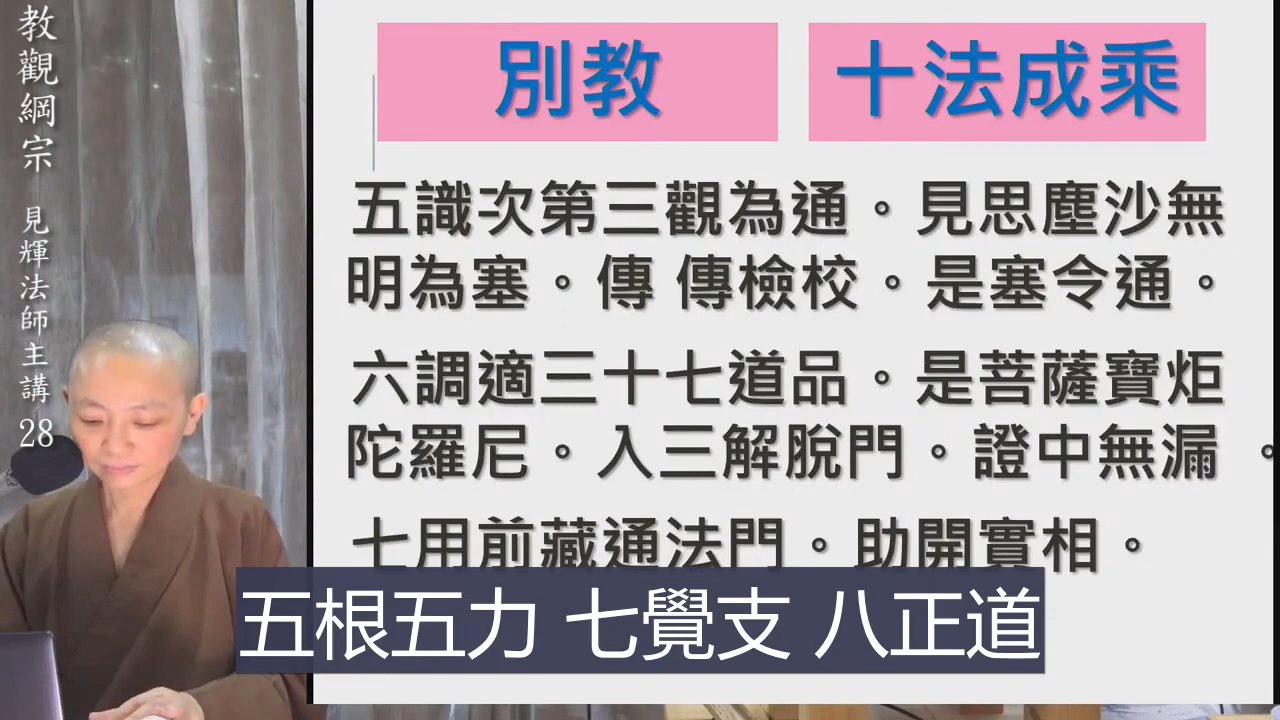 教觀綱宗 見輝法師主講 28
別教 十法成乘
五識次第三觀為通。見思塵沙無
明為塞。傳 傳檢校。是塞令通。
六調適三十七道品 。是菩薩寶炬
陀羅尼。入三解脫門。證中無漏 。
七用前藏通法門。助開實相。
五根五力 七覺支 八正道